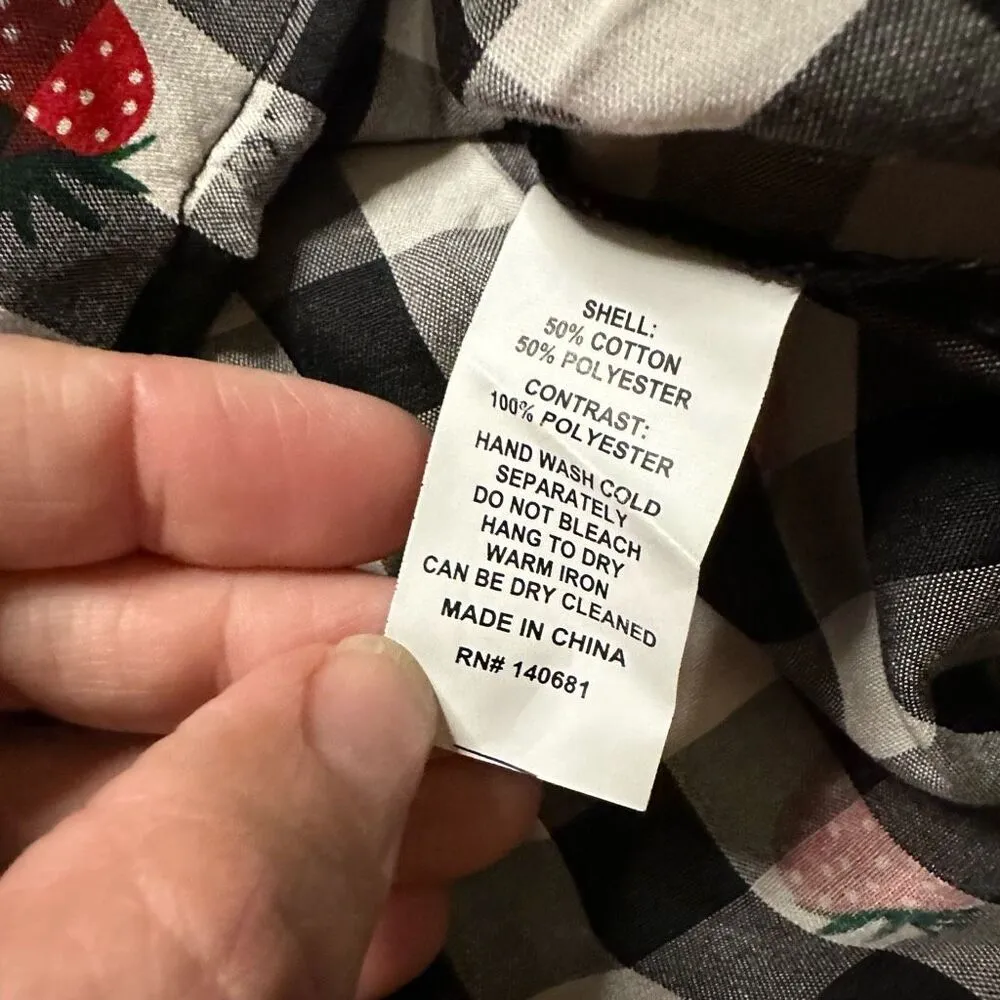 SHELL:
50% COTTON
50% POLYESTER
CONTRAST:
100% POLYESTER
HAND WASH COLD
SEPARATELY
DO NOT BLEACH
HANG TO DRY
WARM IRON
CAN BE DRY CLEANED
MADE IN CHINA
RN# 140681